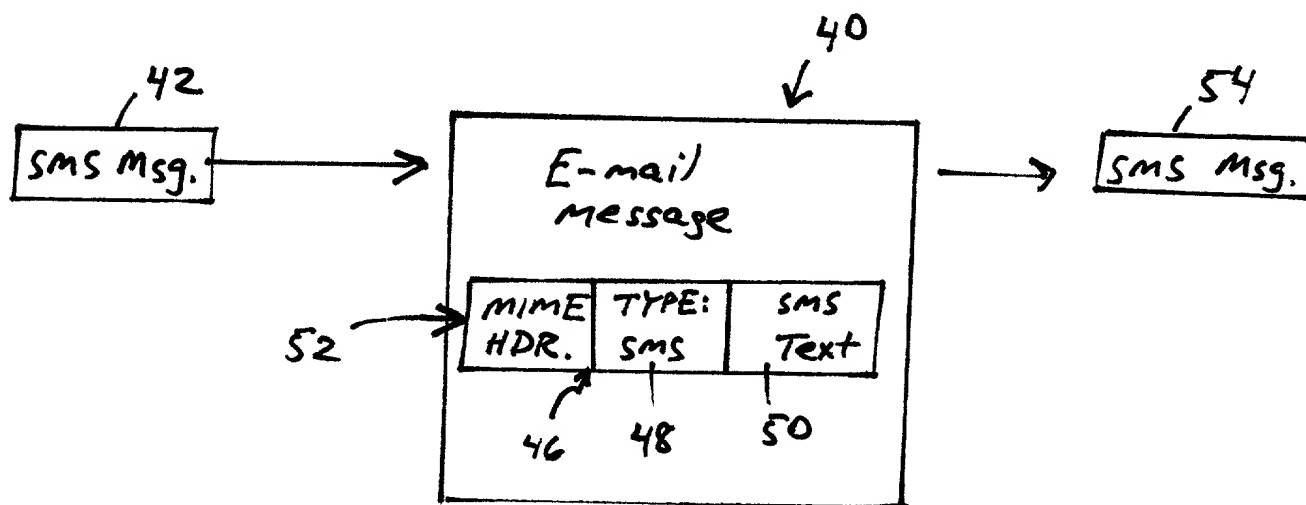 40
42
54
SMS Msg.
E-mail
message
SMS Msg.
MIME
HDR.
TYPE:
SMS
SMS
Text
52
46
48
50